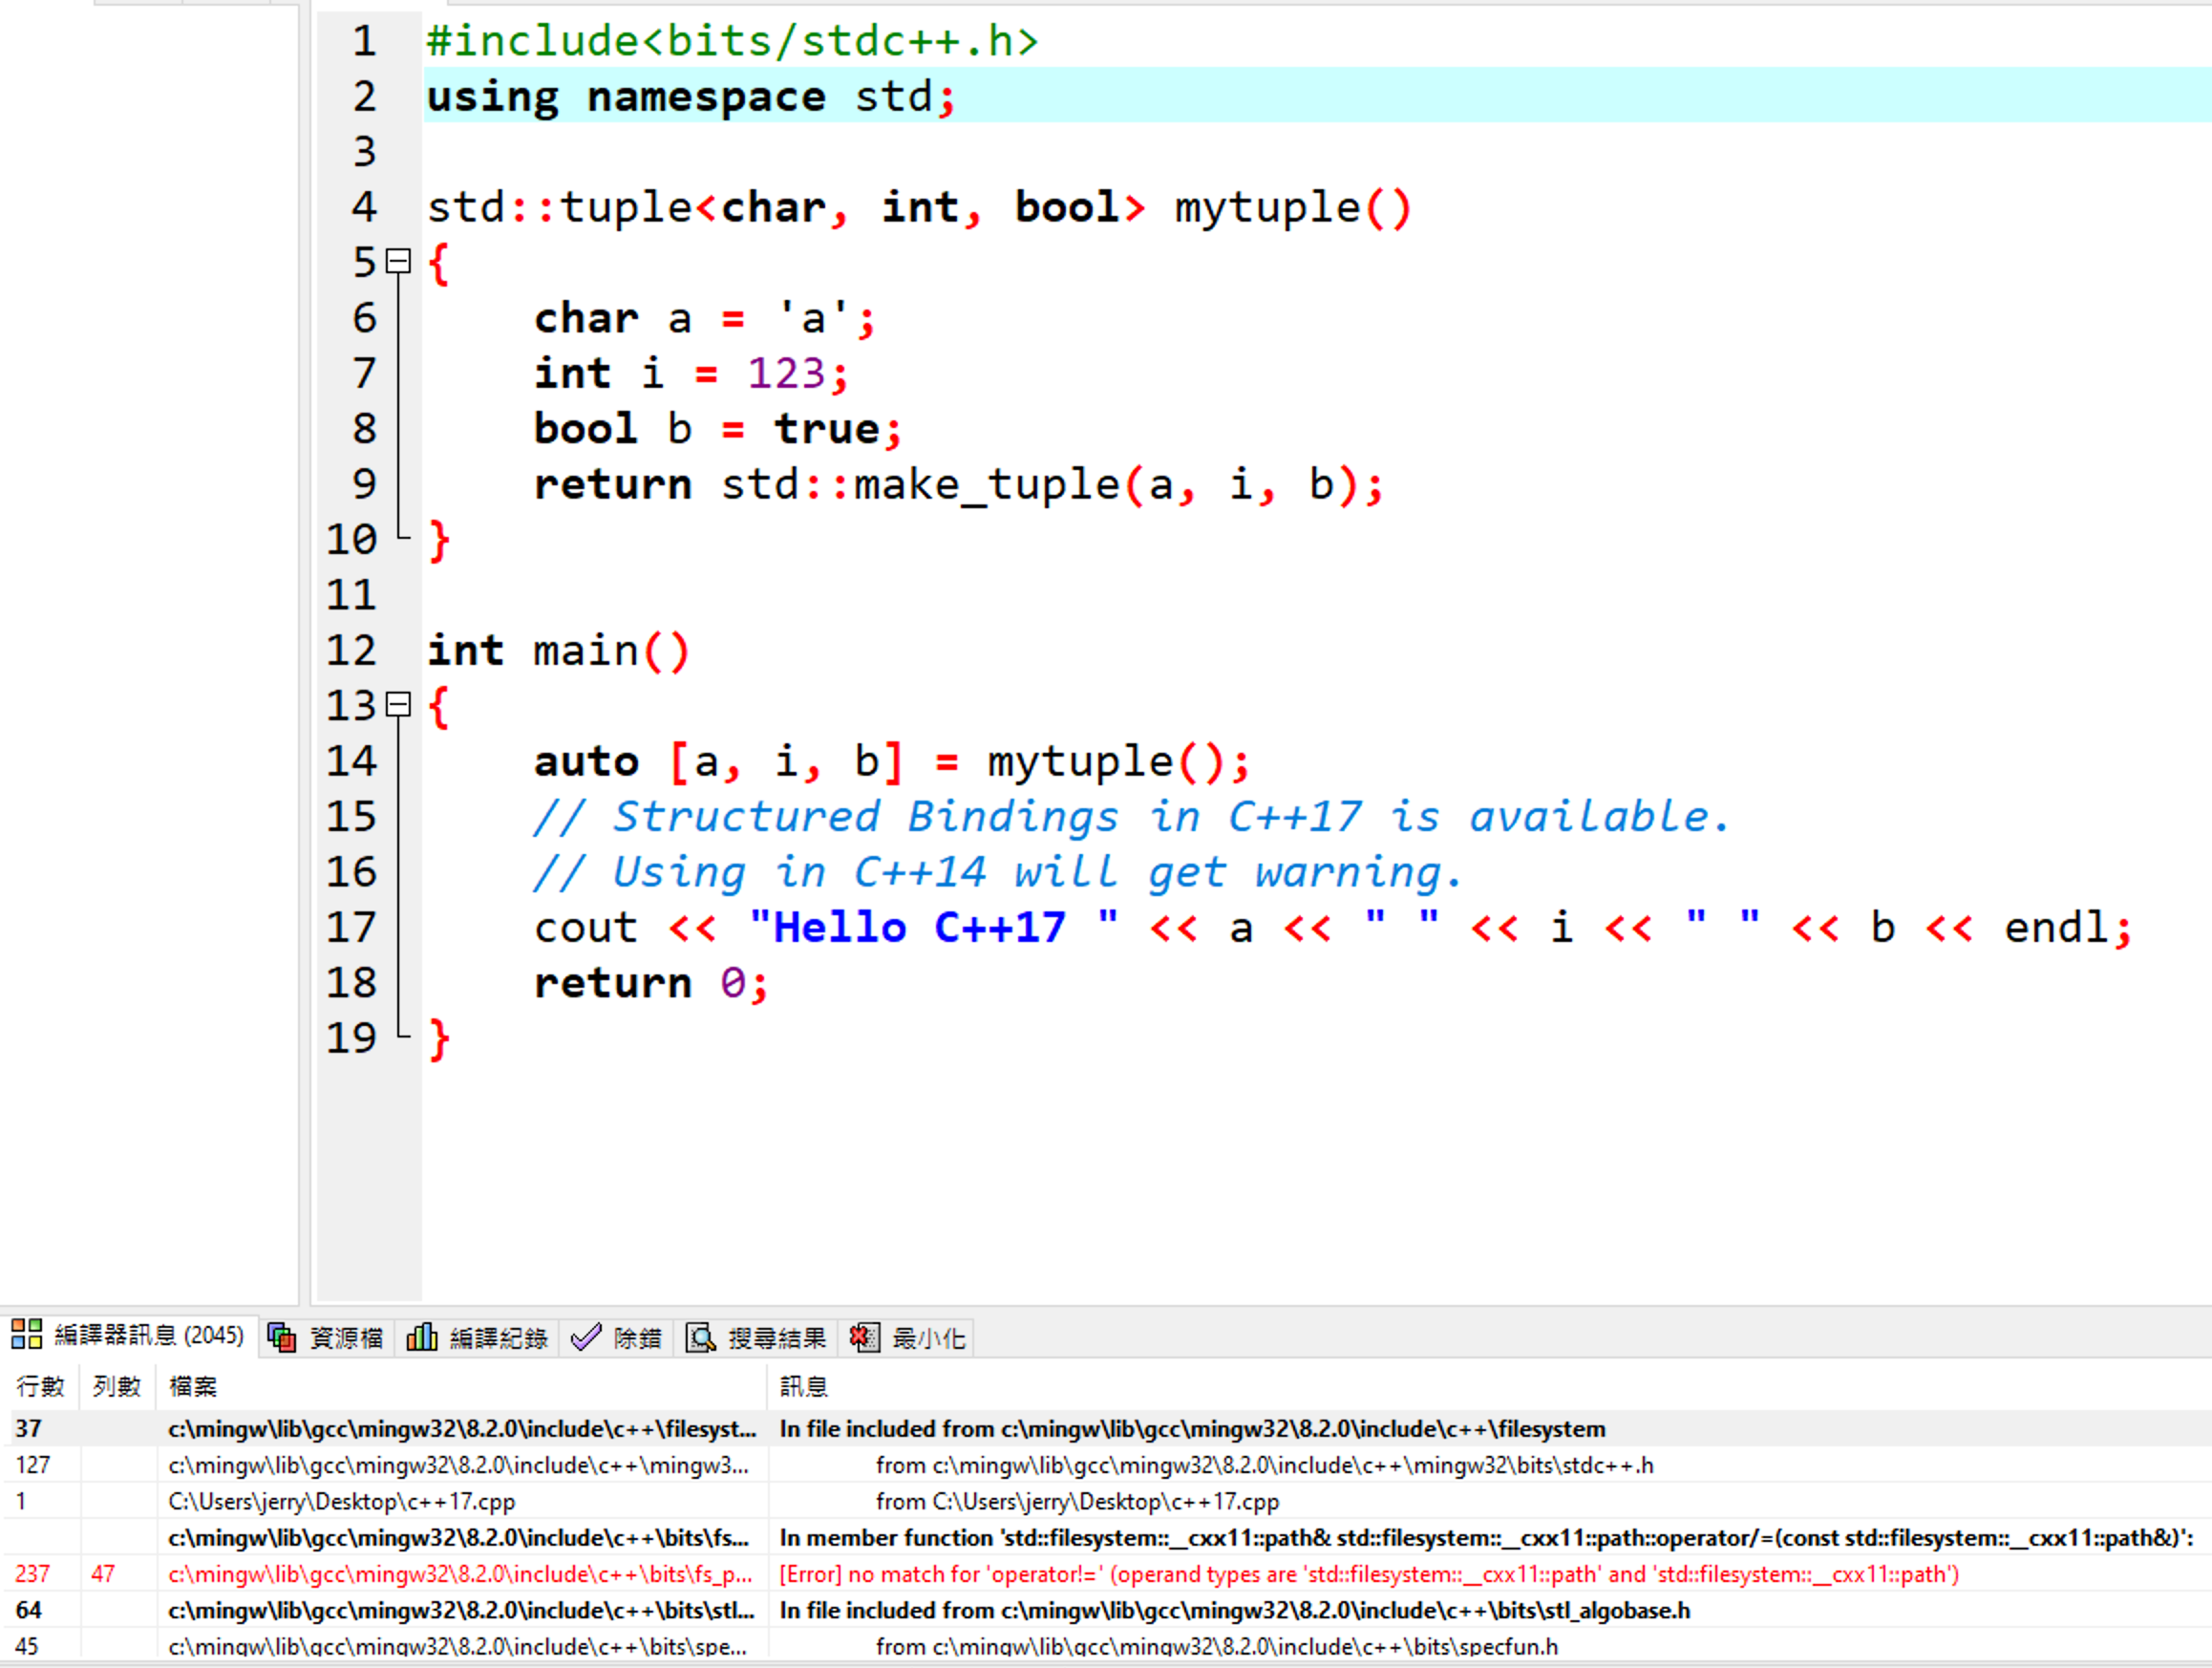 1 #include<bits/stdc++.h>
2 using namespace std;
3
4 std::tuple<char, int, bool> mytuple()
5 {
6     char a = 'a';
7     int i = 123;
8     bool b = true;
9     return std::make_tuple(a, i, b);
10 }
11
12 int main()
13 {
14     auto [a, i, b] = mytuple();
15     // Structured Bindings in C++17 is available.
16     // Using in C++14 will get warning.
17     cout << "Hello C++17 " << a << " " << i << " " << b << endl;
18     return 0;
19 }
編譯器訊息 (2045) 資源檔 編譯紀錄 除錯 搜尋結果 最小化
行數 列數 檔案 訊息
37 c:\mingw\lib\gcc\mingw32\8.2.0\include\c++\filesyst... In file included from c:\mingw\lib\gcc\mingw32\8.2.0\include\c++\filesystem
127 c:\mingw\lib\gcc\mingw32\8.2.0\include\c++\mingw3... from c:\mingw\lib\gcc\mingw32\8.2.0\include\c++\mingw32\bits\stdc++.h
1 C:\Users\jerry\Desktop\c++17.cpp from C:\Users\jerry\Desktop\c++17.cpp
c:\mingw\lib\gcc\mingw32\8.2.0\include\c++\bits\fs... In member function 'std::filesystem::__cxx11::path& std::filesystem::__cxx11::path::operator/=(const std::filesystem::__cxx11::path&)':
237 47 c:\mingw\lib\gcc\mingw32\8.2.0\include\c++\bits\fs_p... [Error] no match for 'operator!=' (operand types are 'std::filesystem::__cxx11::path' and 'std::filesystem::__cxx11::path')
64 c:\mingw\lib\gcc\mingw32\8.2.0\include\c++\bits\stl... In file included from c:\mingw\lib\gcc\mingw32\8.2.0\include\c++\bits\stl_algobase.h
45 c:\mingw\lib\gcc\mingw32\8.2.0\include\c++\bits\spe... from c:\mingw\lib\gcc\mingw32\8.2.0\include\c++\bits\specfun.h